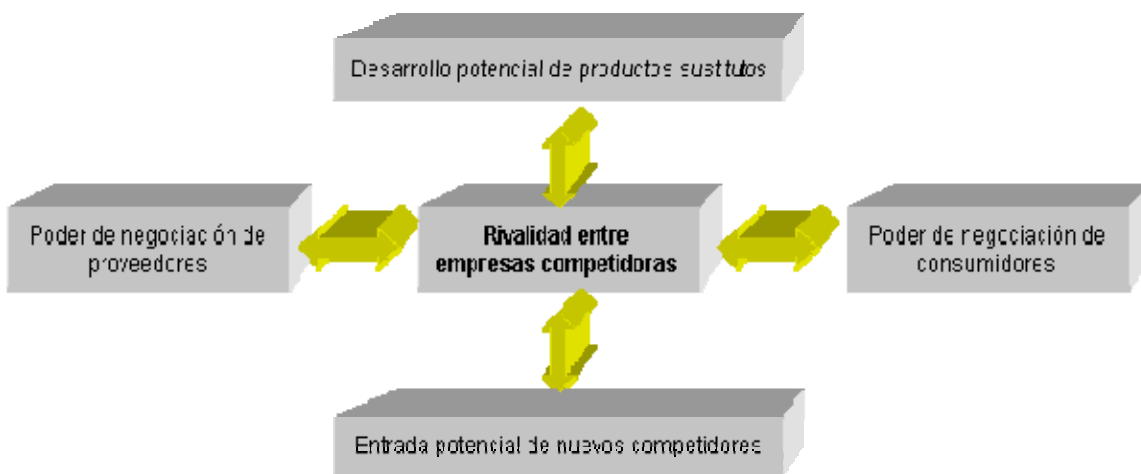 Desarrollo potencial de productos sustitutos
Poder de negociación de
proveedores
Rivalidad entre
empresas competidoras
Poder de negociación de
consumidores
Entrada potencial de nuevos competidores